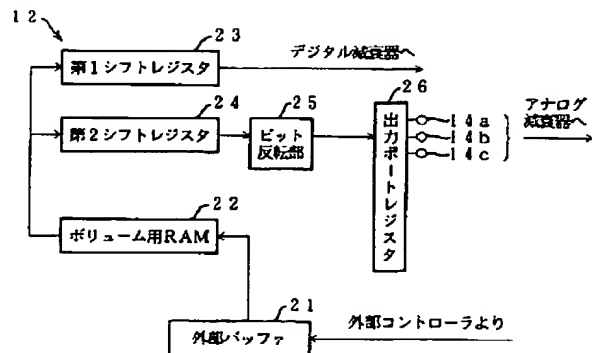 12
23
第1シフトレジスタ
デジタル減衰器へ
24
第2シフトレジスタ
25
ビット
反転部
26
出力ポートレジスタ
14a
14b
14c
アナログ
減衰器へ
22
ボリューム用RAM
21
外部バッファ
外部コントローラより